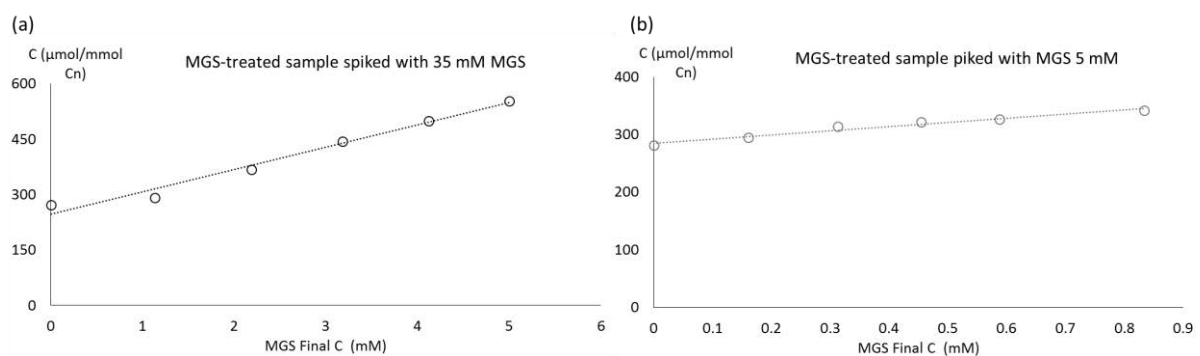 (a)
C (µmol/mmol
Cn)
MGS-treated sample spiked with 35 mM MGS
600
450
300
150
0
0 1 2 3 4 5 6
MGS Final C (mM)
(b)
C (µmol/mmol
Cn)
MGS-treated sample piked with MGS 5 mM
400
300
200
100
0
0 0.1 0.2 0.3 0.4 0.5 0.6 0.7 0.8 0.9
MGS Final C (mM)